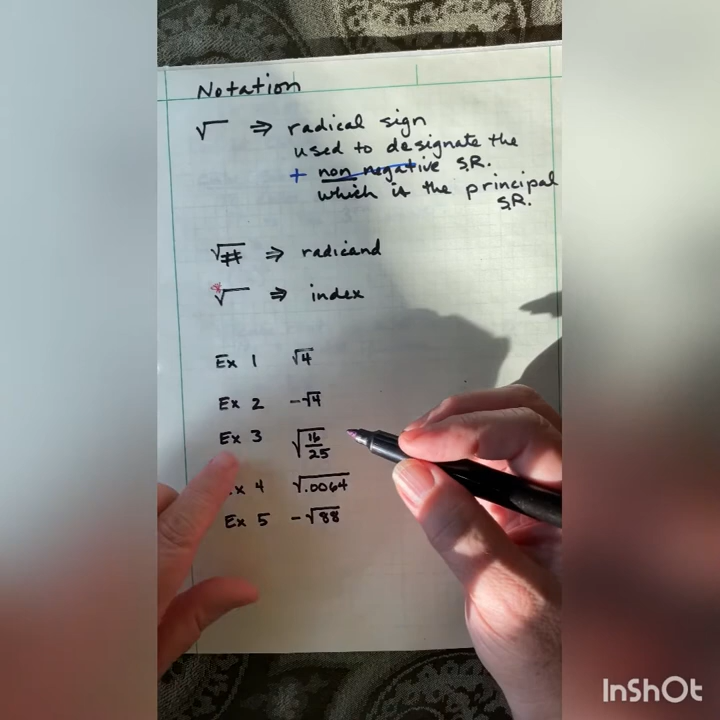 Notation
√ ⇒ radical sign
used to designate the
+ non negative S.R.
which is the principal
S.R.
√# ⇒ radicand
*√ ⇒ index
Ex 1 √4
Ex 2 -√4
Ex 3 √16/25
x 4 √.0064
Ex 5 -√88
InShOt